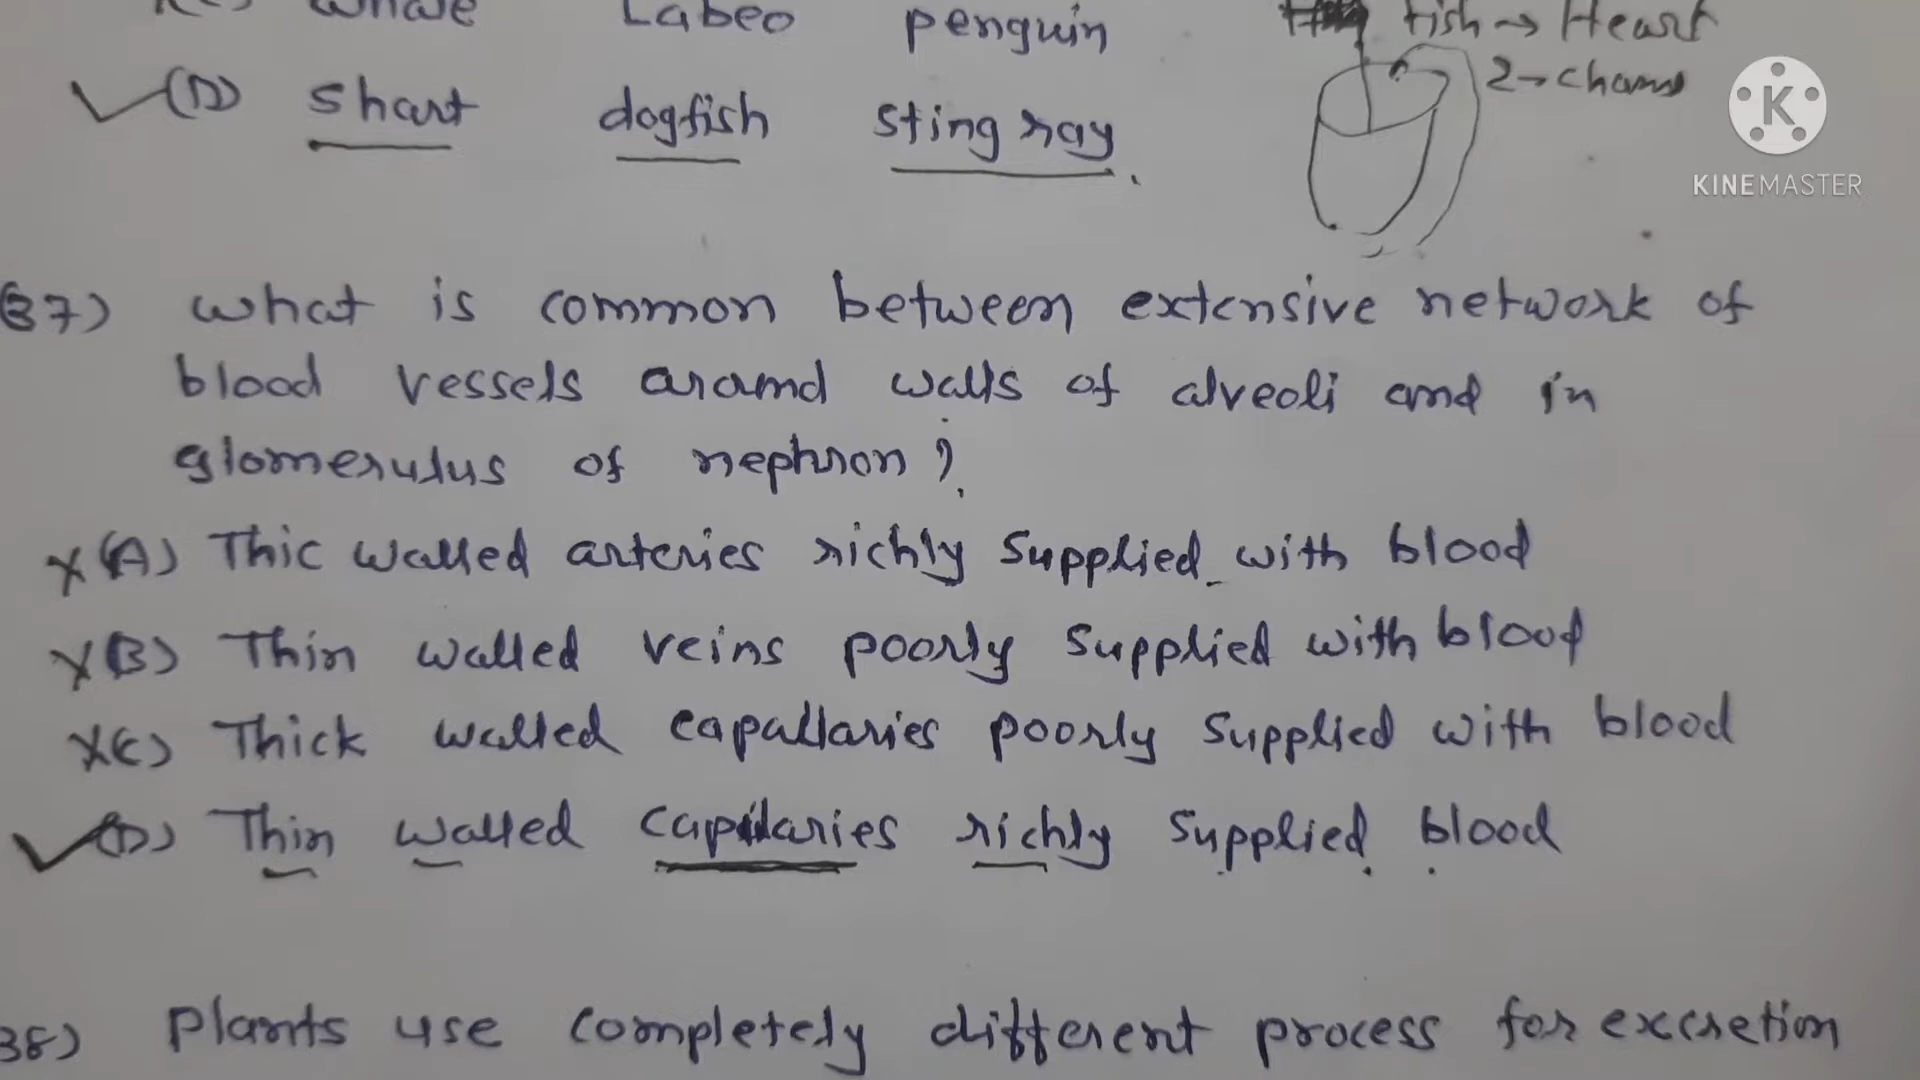 whale Labeo penguin
fish → Heart
2 → cham
(D) shart dogfish sting ray.
K
KINEMASTER
37) what is common between extensive network of
blood vessels around walls of alveoli and in
glomerulus of nephron?
X(A) Thic walled arteries richly supplied with blood
X(B) Thin walled veins poorly supplied with blood
X(C) Thick walled capallaries poorly supplied with blood
(D) Thin walled capillaries richly supplied blood
38) Plants use completely different process for excretion